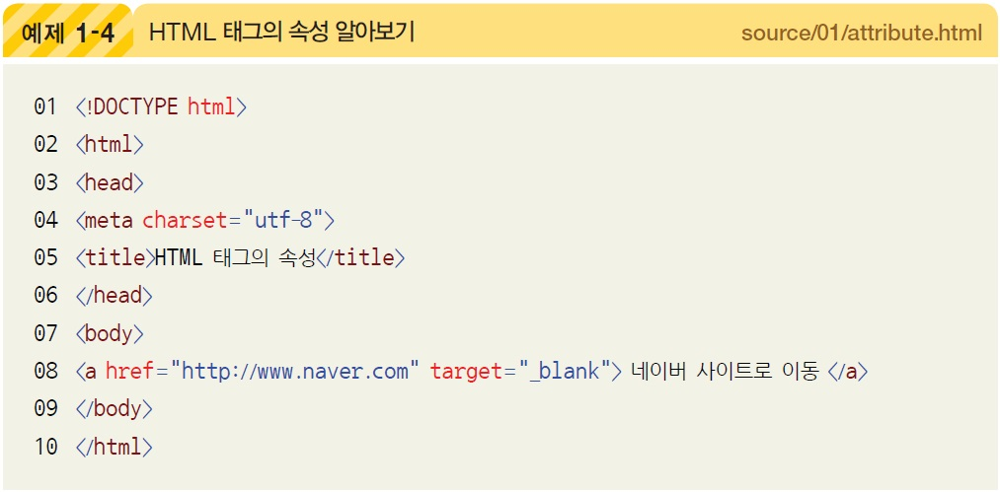 예제 1-4 HTML 태그의 속성 알아보기 source/01/attribute.html
01 <!DOCTYPE html>
02 <html>
03 <head>
04 <meta charset="utf-8">
05 <title>HTML 태그의 속성</title>
06 </head>
07 <body>
08 <a href="http://www.naver.com" target="_blank"> 네이버 사이트로 이동 </a>
09 </body>
10 </html>